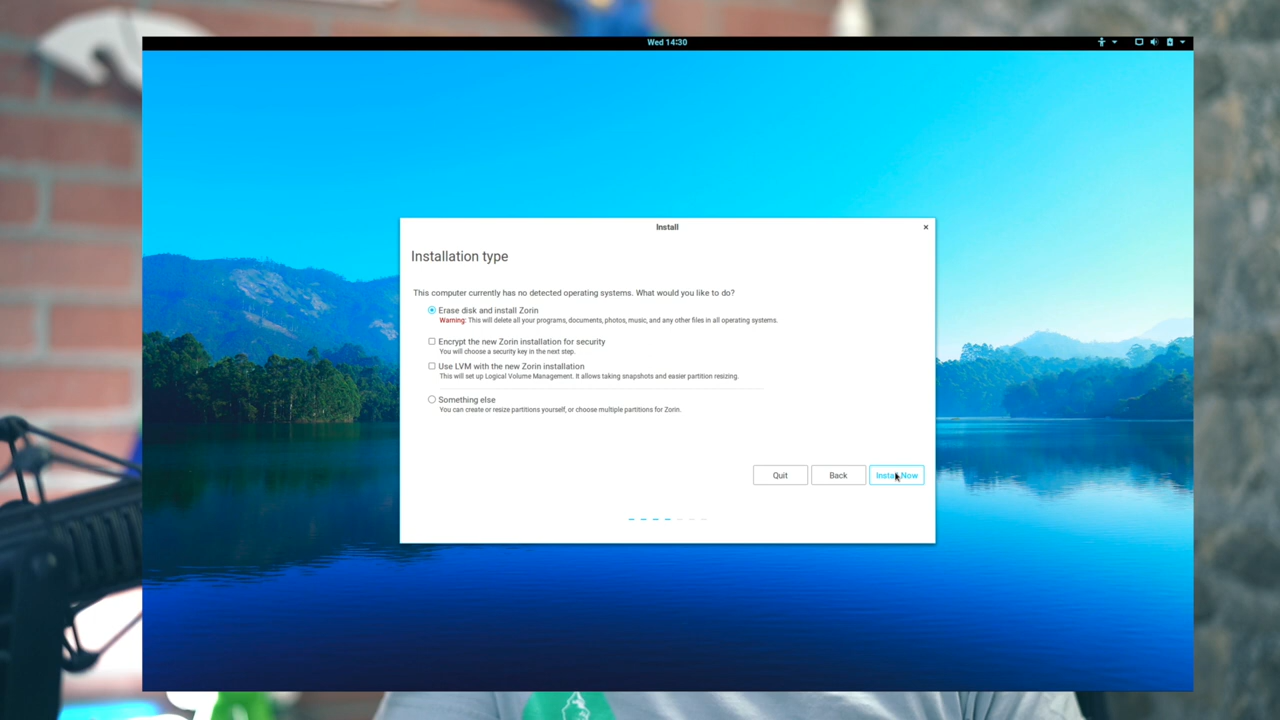 Wed 14:30
Install
Installation type
This computer currently has no detected operating systems. What would you like to do?
Erase disk and install Zorin
Warning: This will delete all your programs, documents, photos, music, and any other files in all operating systems.
Encrypt the new Zorin installation for security
You will choose a security key in the next step.
Use LVM with the new Zorin installation
This will set up Logical Volume Management. It allows taking snapshots and easier partition resizing.
Something else
You can create or resize partitions yourself, or choose multiple partitions for Zorin.
Quit
Back
Install Now